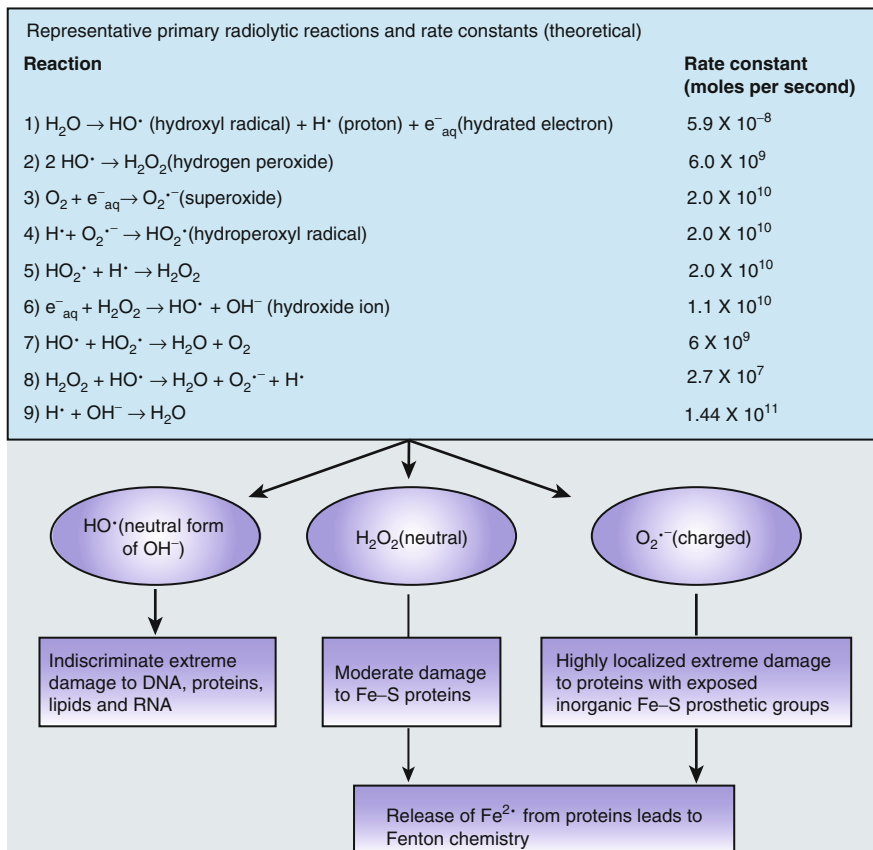 Representative primary radiolytic reactions and rate constants (theoretical)
Reaction Rate constant
(moles per second)
1) H₂O → HO• (hydroxyl radical) + H• (proton) + e⁻aq(hydrated electron) 5.9 X 10⁻⁸
2) 2 HO• → H₂O₂(hydrogen peroxide) 6.0 X 10⁹
3) O₂ + e⁻aq→ O₂•⁻(superoxide) 2.0 X 10¹⁰
4) H•+ O₂•⁻ → HO₂•(hydroperoxyl radical) 2.0 X 10¹⁰
5) HO₂• + H• → H₂O₂ 2.0 X 10¹⁰
6) e⁻aq + H₂O₂ → HO• + OH⁻ (hydroxide ion) 1.1 X 10¹⁰
7) HO• + HO₂• → H₂O + O₂ 6 X 10⁹
8) H₂O₂ + HO• → H₂O + O₂•⁻ + H• 2.7 X 10⁷
9) H• + OH⁻ → H₂O 1.44 X 10¹¹
HO•(neutral form
of OH⁻)
H₂O₂(neutral)
O₂•⁻(charged)
Indiscriminate extreme
damage to DNA, proteins,
lipids and RNA
Moderate damage
to Fe–S proteins
Highly localized extreme damage
to proteins with exposed
inorganic Fe–S prosthetic groups
Release of Fe²• from proteins leads to
Fenton chemistry